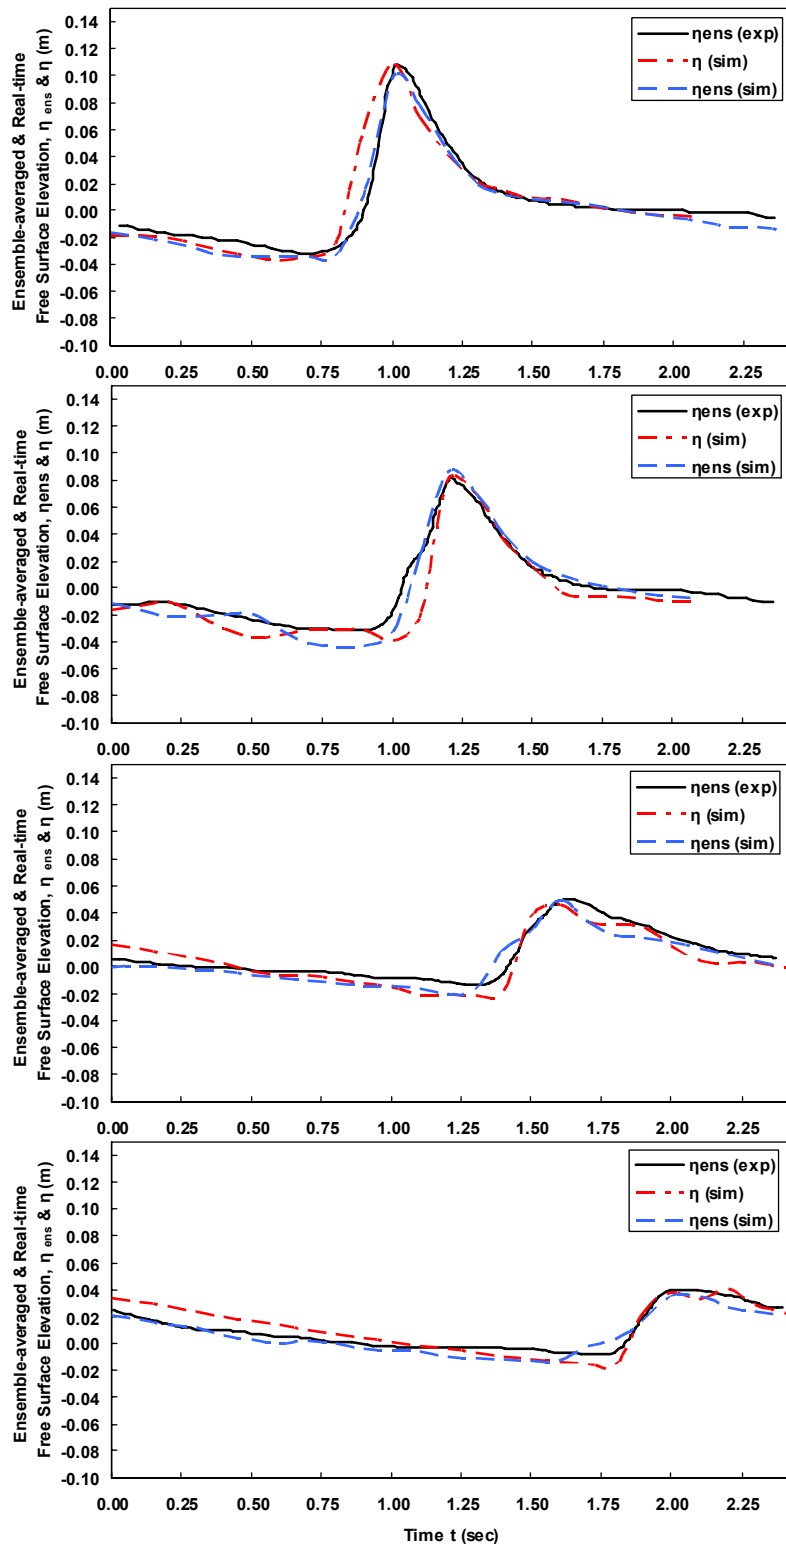 Ensemble-averaged & Real-time
Free Surface Elevation, η ens & η (m)
0.14
0.12
0.10
0.08
0.06
0.04
0.02
0.00
-0.02
-0.04
-0.06
-0.08
-0.10
ηens (exp)
η (sim)
ηens (sim)
0.00 0.25 0.50 0.75 1.00 1.25 1.50 1.75 2.00 2.25
Ensemble-averaged & Real-time
Free Surface Elevation, ηens & η (m)
0.14
0.12
0.10
0.08
0.06
0.04
0.02
0.00
-0.02
-0.04
-0.06
-0.08
-0.10
ηens (exp)
η (sim)
ηens (sim)
0.00 0.25 0.50 0.75 1.00 1.25 1.50 1.75 2.00 2.25
Ensemble-averaged & Real-time
Free Surface Elevation, η ens & η (m)
0.14
0.12
0.10
0.08
0.06
0.04
0.02
0.00
-0.02
-0.04
-0.06
-0.08
-0.10
ηens (exp)
η (sim)
ηens (sim)
0.00 0.25 0.50 0.75 1.00 1.25 1.50 1.75 2.00 2.25
Ensemble-averaged & Real-time
Free Surface Elevation, η ens & η (m)
0.14
0.12
0.10
0.08
0.06
0.04
0.02
0.00
-0.02
-0.04
-0.06
-0.08
-0.10
ηens (exp)
η (sim)
ηens (sim)
0.00 0.25 0.50 0.75 1.00 1.25 1.50 1.75 2.00 2.25
Time t (sec)